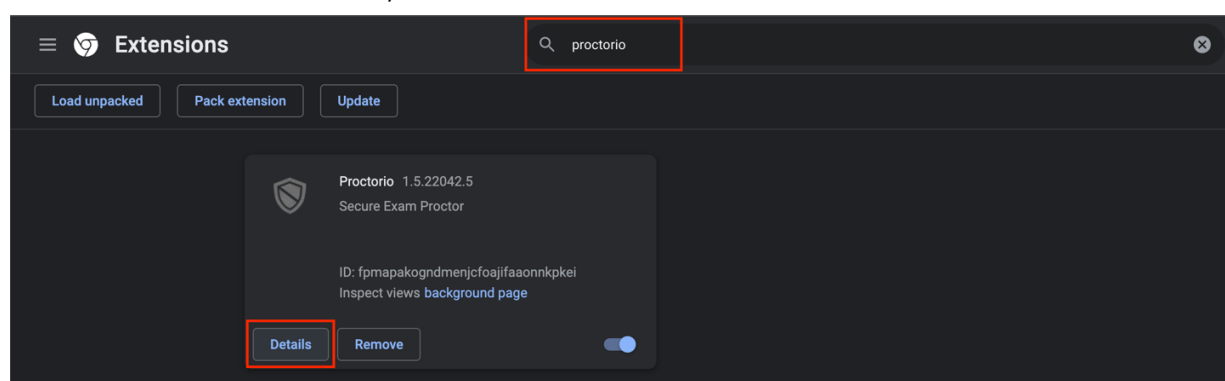 Extensions
proctorio
Load unpacked Pack extension Update
Proctorio 1.5.22042.5
Secure Exam Proctor
ID: fpmapakogndmenjcfoajifaaonnkpkei
Inspect views background page
Details Remove